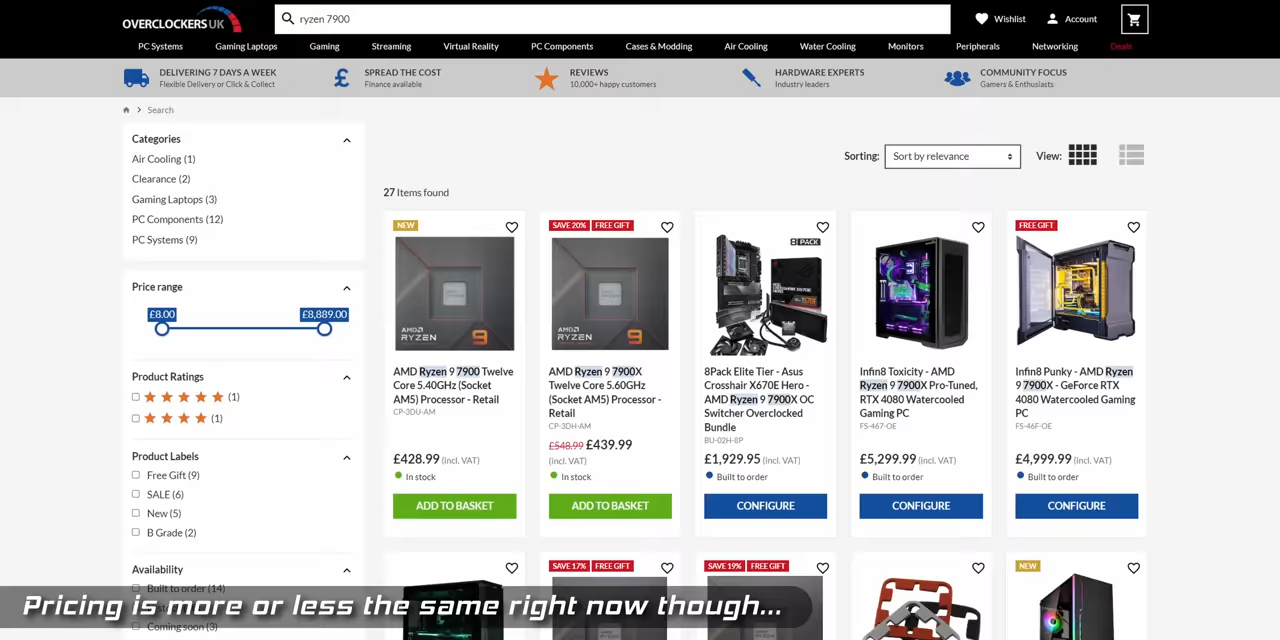 OVERCLOCKERS UK
ryzen 7900
Wishlist
Account
PC Systems
Gaming Laptops
Gaming
Streaming
Virtual Reality
PC Components
Cases & Modding
Air Cooling
Water Cooling
Monitors
Peripherals
Networking
Deals
DELIVERING 7 DAYS A WEEK
Flexible Delivery or Click & Collect
SPREAD THE COST
Finance available
REVIEWS
10,000+ happy customers
HARDWARE EXPERTS
Industry leaders
COMMUNITY FOCUS
Gamers & Enthusiasts
Search
Categories
Air Cooling (1)
Clearance (2)
Gaming Laptops (3)
PC Components (12)
PC Systems (9)
Price range
£8.00
£8,889.00
Product Ratings
(1)
(1)
Product Labels
Free Gift (9)
SALE (6)
New (5)
B Grade (2)
Availability
Built to order (14)
Coming soon (3)
Sorting:
Sort by relevance
View:
27 Items found
NEW
AMD
RYZEN
9
AMD Ryzen 9 7900 Twelve
Core 5.40GHz (Socket
AM5) Processor - Retail
CP-3DU-AM
£428.99 (incl. VAT)
In stock
ADD TO BASKET
SAVE 20%
FREE GIFT
AMD
RYZEN
9
AMD Ryzen 9 7900X
Twelve Core 5.60GHz
(Socket AM5) Processor -
Retail
CP-3DH-AM
£548.99 £439.99
(incl. VAT)
In stock
ADD TO BASKET
8 PACK
8Pack Elite Tier - Asus
Crosshair X670E Hero -
AMD Ryzen 9 7900X OC
Switcher Overclocked
Bundle
BU-02H-8P
£1,929.95 (incl. VAT)
Built to order
CONFIGURE
Infin8 Toxicity - AMD
Ryzen 9 7900X Pro-Tuned,
RTX 4080 Watercooled
Gaming PC
FS-467-OE
£5,299.99 (incl. VAT)
Built to order
CONFIGURE
FREE GIFT
Infin8 Punky - AMD Ryzen
9 7900X - GeForce RTX
4080 Watercooled Gaming
PC
FS-46F-OE
£4,999.99 (incl. VAT)
Built to order
CONFIGURE
SAVE 17%
FREE GIFT
SAVE 19%
FREE GIFT
NEW
Pricing is more or less the same right now though...